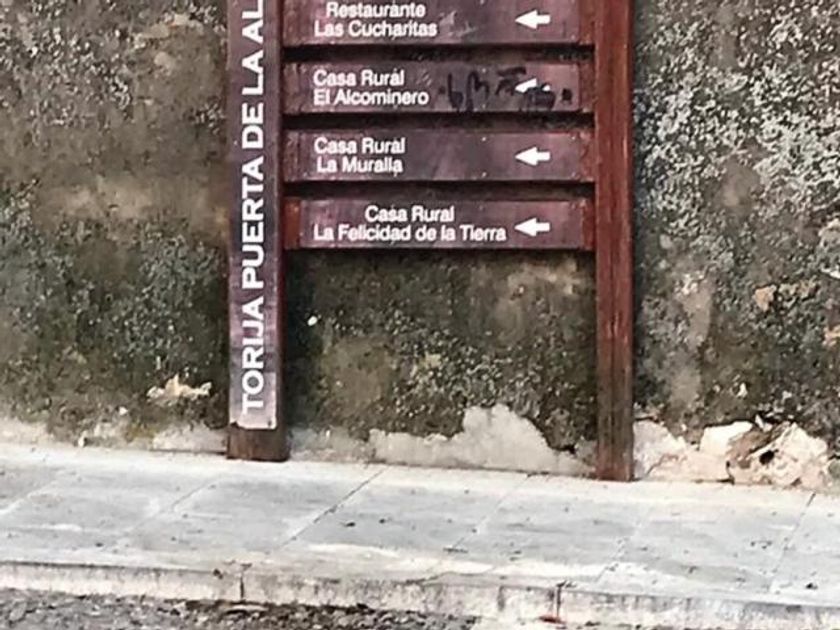 TORIJA PUERTA DE LA AL
Restaurante
Las Cucharitas
Casa Rural
El Alcominero
Casa Rural
La Muralla
Casa Rural
La Felicidad de la Tierra